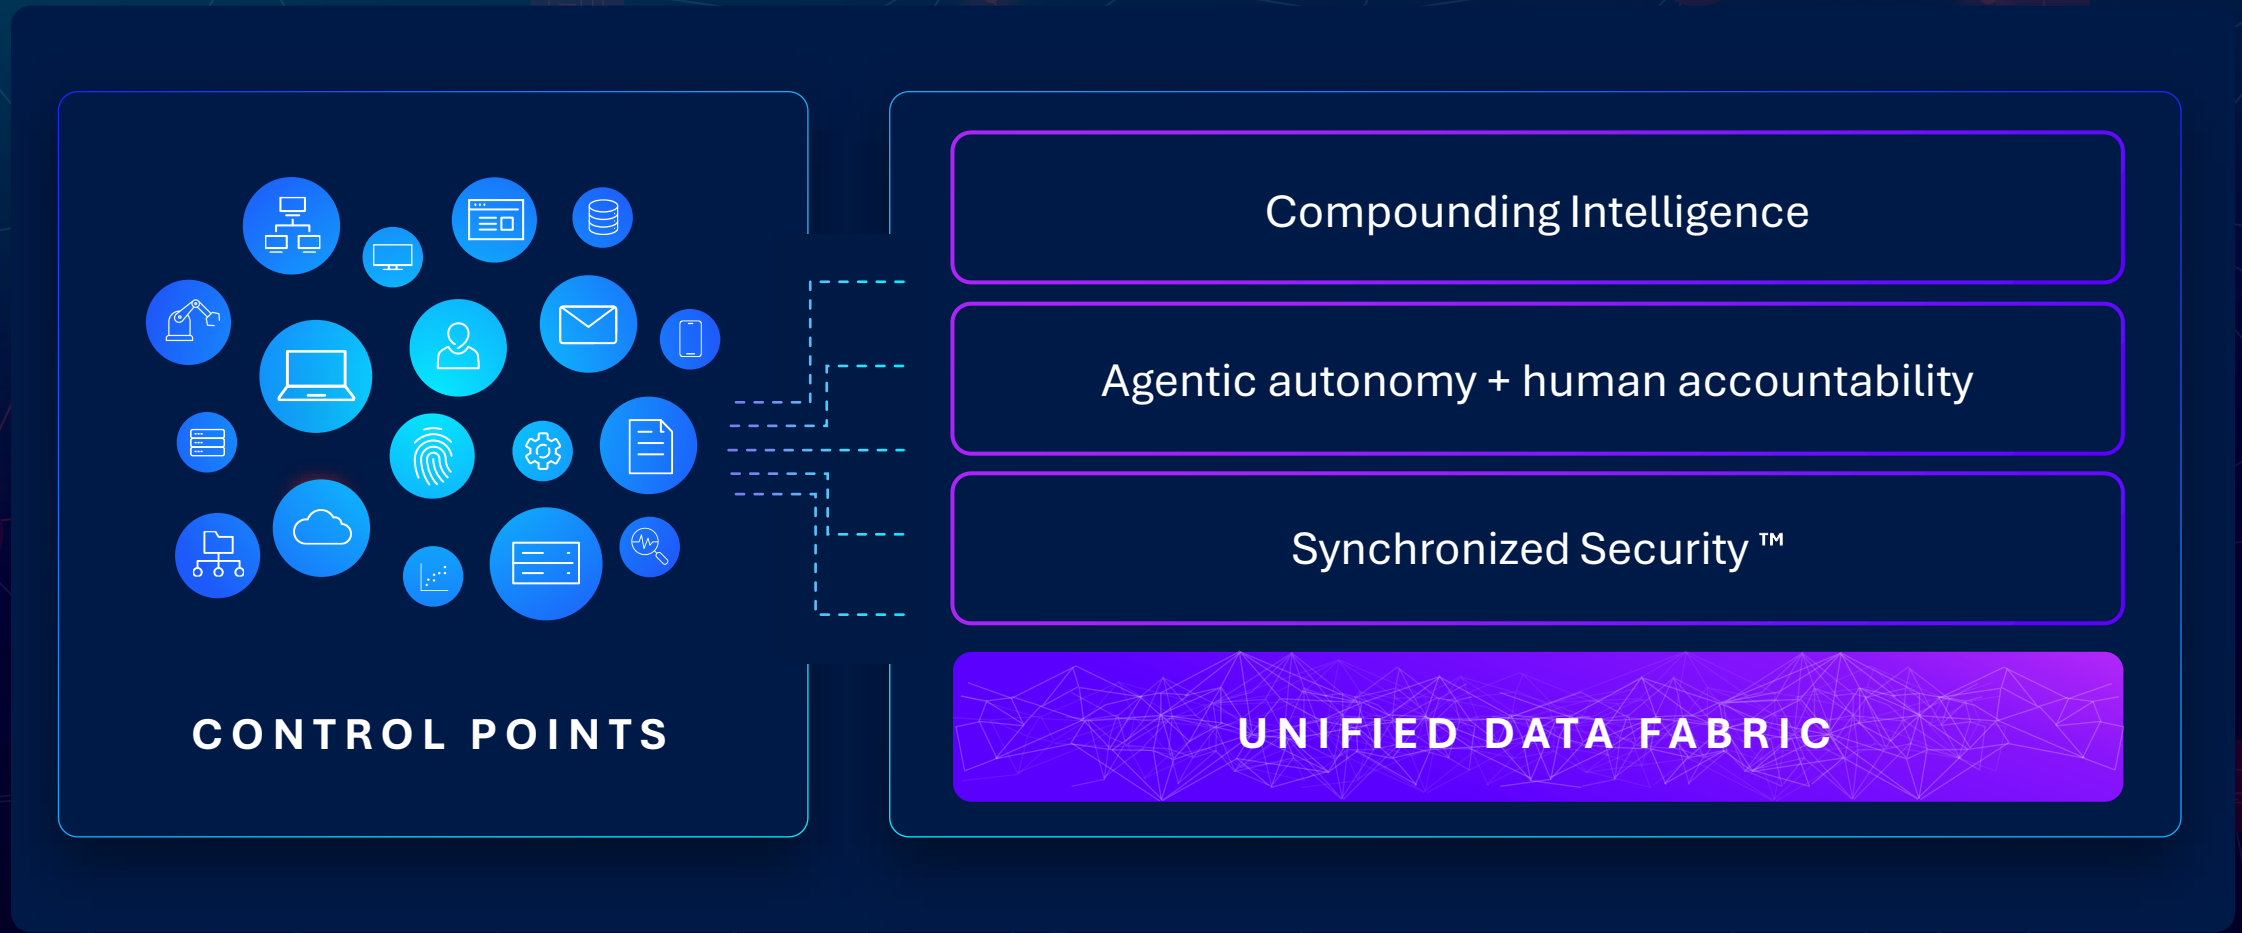 Compounding Intelligence
Agentic autonomy + human accountability
Synchronized Security ™
CONTROL POINTS
UNIFIED DATA FABRIC